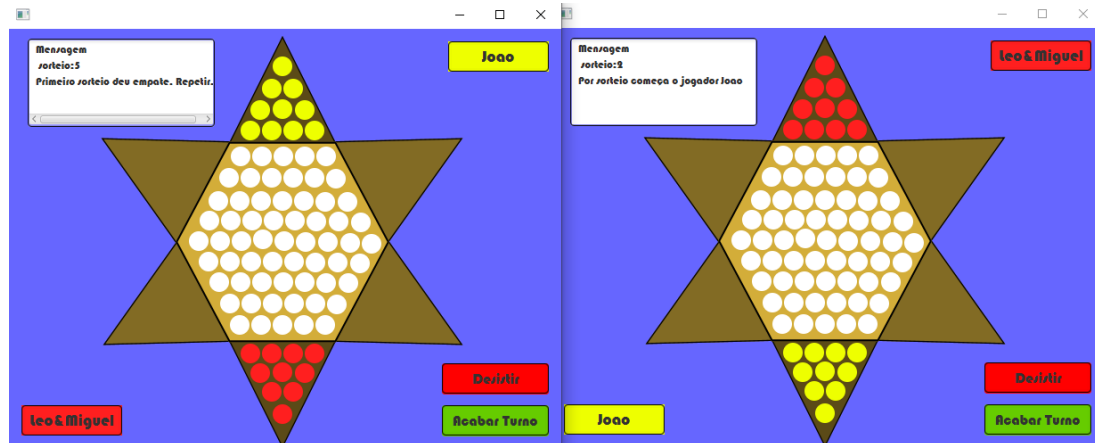 Mensagem
sorteio:5
Primeiro sorteio deu empate. Repetir.
Joao
Leo&Miguel
Desistir
Acabar Turno
Mensagem
sorteio:2
Por sorteio começa o jogador Joao
Leo&Miguel
Joao
Desistir
Acabar Turno